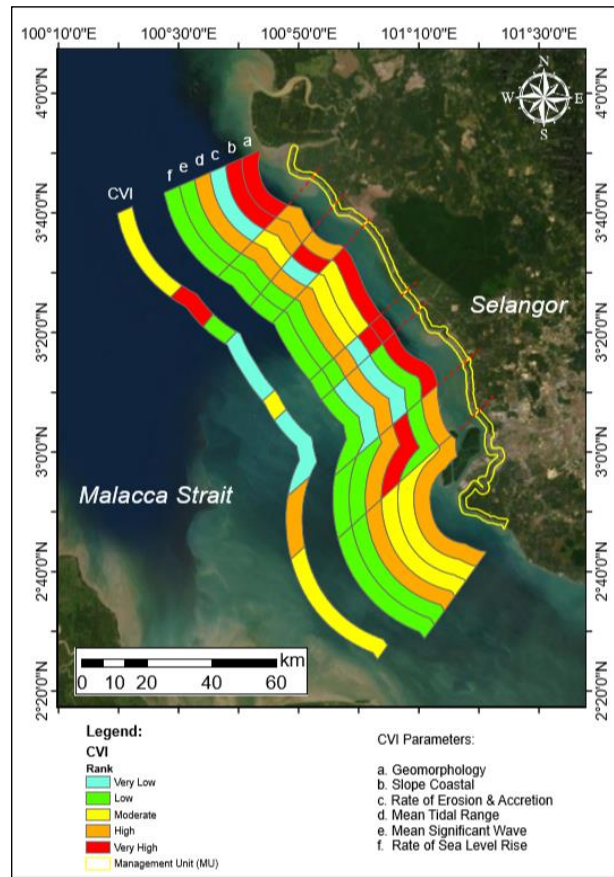 100°10'0"E 100°30'0"E 100°50'0"E 101°10'0"E 101°30'0"E
4°0'0"N 4°0'0"N
3°40'0"N 3°40'0"N
3°20'0"N 3°20'0"N
3°0'0"N 3°0'0"N
2°40'0"N 2°40'0"N
2°20'0"N 2°20'0"N
N
W E
S
a
b
c
d
e
f
CVI
Selangor
Malacca Strait
km
0 10 20 40 60
Legend:
CVI
Rank
Very Low
Low
Moderate
High
Very High
Management Unit (MU)
CVI Parameters:
a. Geomorphology
b. Slope Coastal
c. Rate of Erosion & Accretion
d. Mean Tidal Range
e. Mean Significant Wave
f. Rate of Sea Level Rise